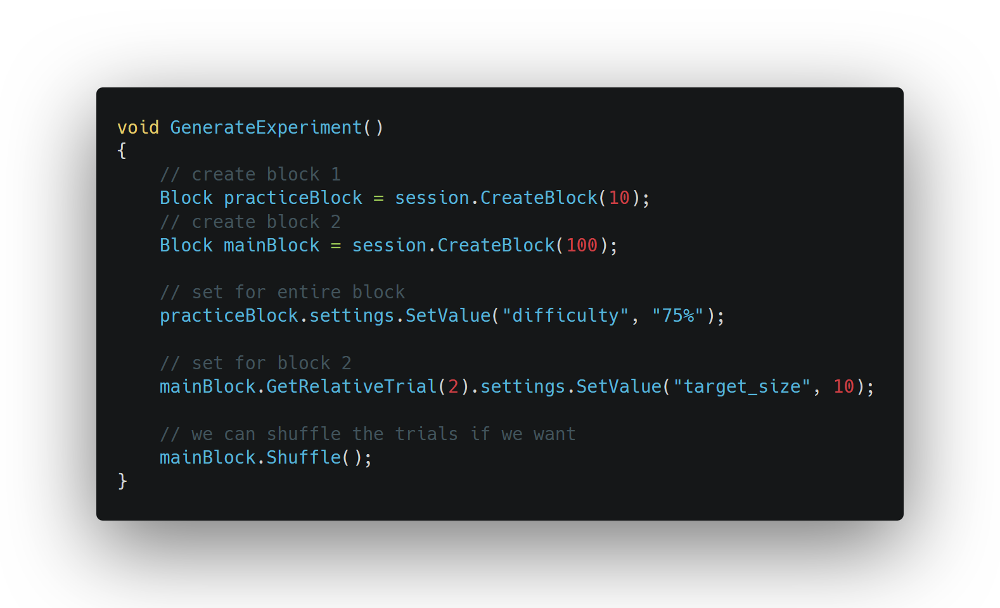 void GenerateExperiment()
{
    // create block 1
    Block practiceBlock = session.CreateBlock(10);
    // create block 2
    Block mainBlock = session.CreateBlock(100);

    // set for entire block
    practiceBlock.settings.SetValue("difficulty", "75%");

    // set for block 2
    mainBlock.GetRelativeTrial(2).settings.SetValue("target_size", 10);

    // we can shuffle the trials if we want
    mainBlock.Shuffle();
}